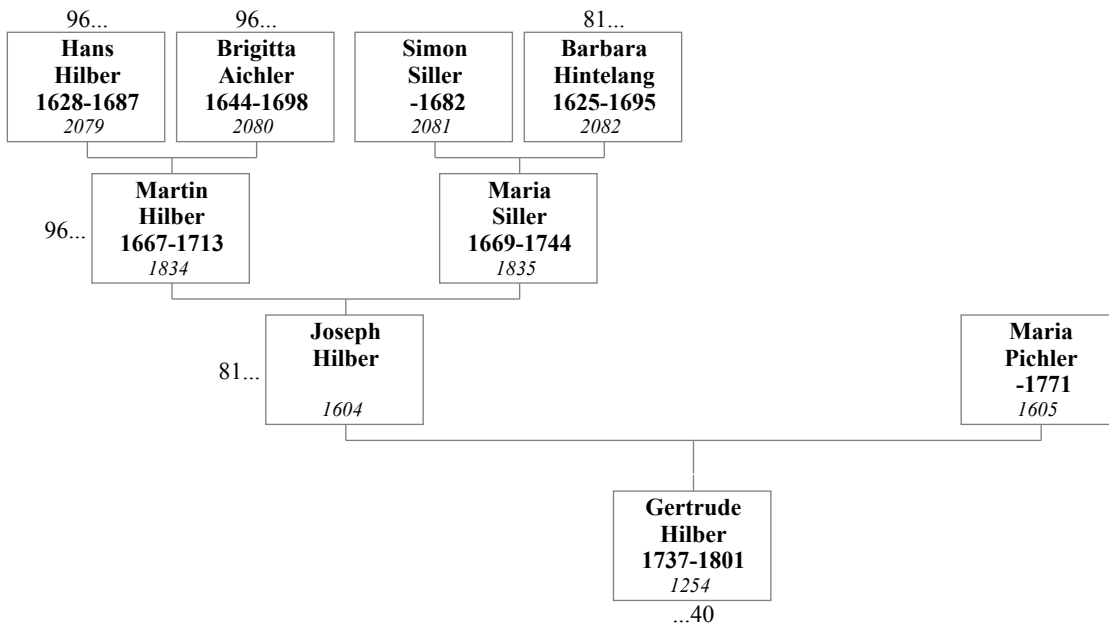 96...
96...
81...
Hans
Hilber
1628-1687
2079
Brigitta
Aichler
1644-1698
2080
Simon
Siller
-1682
2081
Barbara
Hintelang
1625-1695
2082
96...
Martin
Hilber
1667-1713
1834
Maria
Siller
1669-1744
1835
81...
Joseph
Hilber
1604
Maria
Pichler
-1771
1605
Gertrude
Hilber
1737-1801
1254
...40